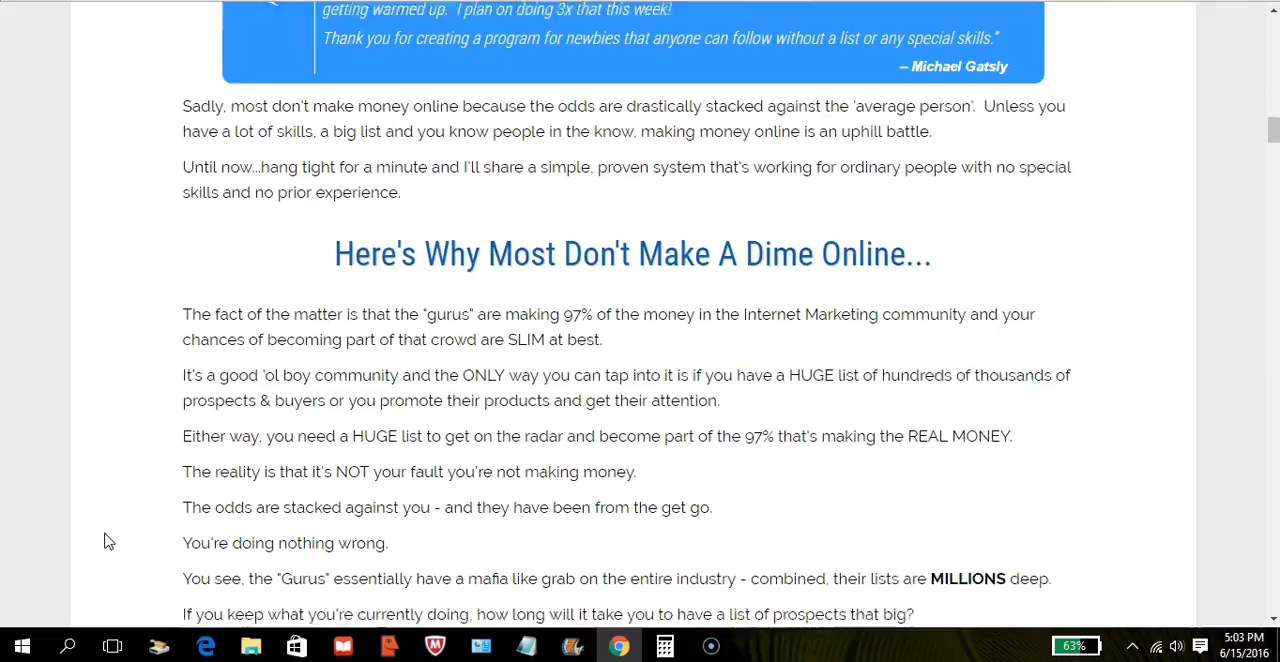 getting warmed up. I plan on doing 3x that this week!
Thank you for creating a program for newbies that anyone can follow without a list or any special skills."
– Michael Gatsly
Sadly, most don't make money online because the odds are drastically stacked against the 'average person'. Unless you
have a lot of skills, a big list and you know people in the know, making money online is an uphill battle.
Until now...hang tight for a minute and I'll share a simple, proven system that's working for ordinary people with no special
skills and no prior experience.
Here's Why Most Don't Make A Dime Online...
The fact of the matter is that the "gurus" are making 97% of the money in the Internet Marketing community and your
chances of becoming part of that crowd are SLIM at best.
It's a good 'ol boy community and the ONLY way you can tap into it is if you have a HUGE list of hundreds of thousands of
prospects & buyers or you promote their products and get their attention.
Either way, you need a HUGE list to get on the radar and become part of the 97% that's making the REAL MONEY.
The reality is that it's NOT your fault you're not making money.
The odds are stacked against you - and they have been from the get go.
You're doing nothing wrong.
You see, the "Gurus" essentially have a mafia like grab on the entire industry - combined, their lists are MILLIONS deep.
If you keep what you're currently doing, how long will it take you to have a list of prospects that big?
63%
5:03 PM
6/15/2016